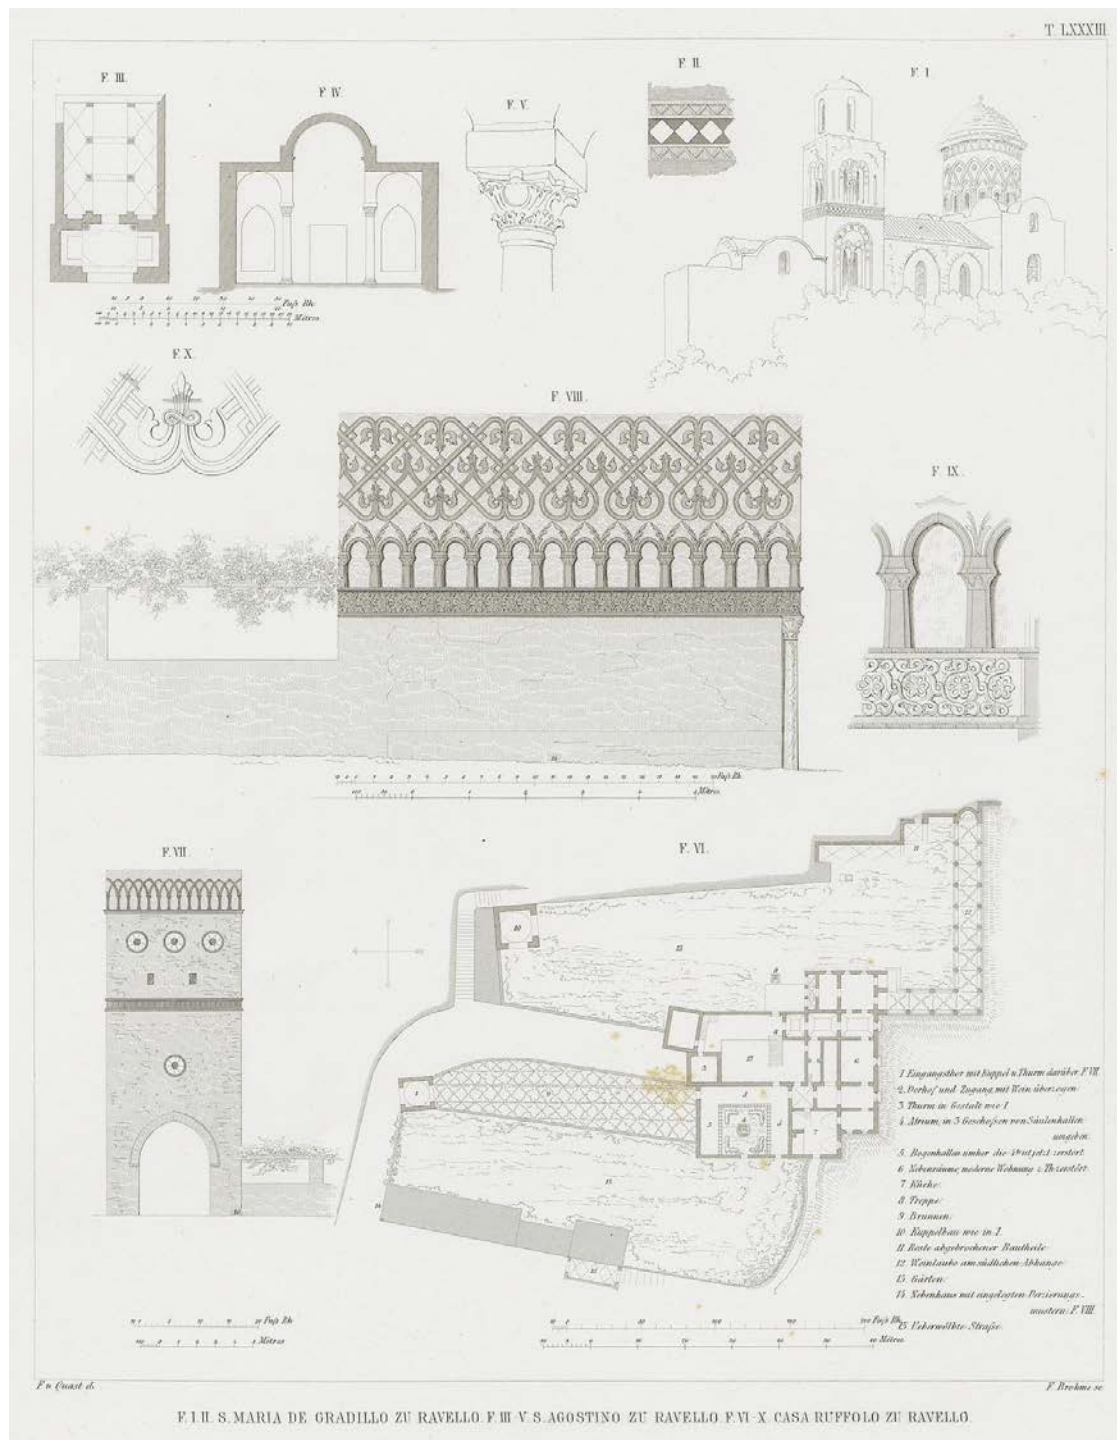 T. LXXXIII.
F. III.
F. IV.
F. V.
F. II.
F. I.
Fuß Rh.
Mètres.
F. X.
F. VIII.
F. IX.
Fuß Rh.
Mètres.
F. VII.
F. VI.
1 Eingangsthor mit Kuppel u. Thurm darüber F. VII
2. Vorhof und Zugang mit Wein überzogen.
3 Thurm in Gestalt wie 1
4. Atrium, in 3 Geschoßen von Säulenhallen
umgeben.
5. Bogenhallen umher die
jetzt zerstört.
6 Nebenräume, moderne Wohnung z. Th. zerstört.
7 Küche.
8 Treppe.
9 Brunnen.
10 Kuppelbau wie in 1.
11 Reste abgebrochener Bautheile
12 Weinlaube am südlichen Abhange
13 Gärten.
14 Nebenhaus mit eingelegten Verzierungs-
mustern F. VIII.
15 Ueberwölbte Straße.
Fuß Rh.
Mètres
Fuß Rh.
Mètres.
F. v. Quast d.
F. Brohme sc.
F. I. II. S. MARIA DE GRADILLO ZU RAVELLO. F. III-V. S. AGOSTINO ZU RAVELLO. F. VI-X. CASA RUFFOLO ZU RAVELLO.